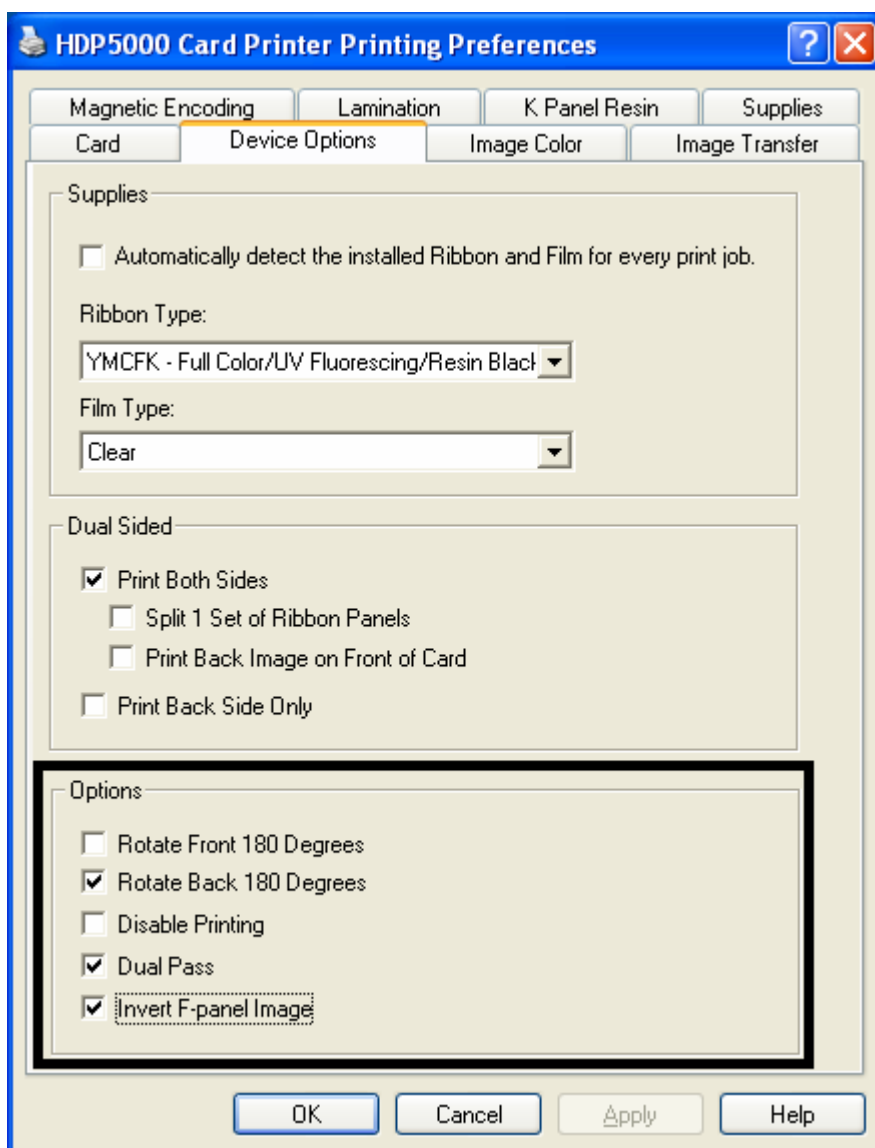 HDP5000 Card Printer Printing Preferences
Magnetic Encoding Lamination K Panel Resin Supplies
Card Device Options Image Color Image Transfer
Supplies
Automatically detect the installed Ribbon and Film for every print job.
Ribbon Type:
YMCFK - Full Color/UV Fluorescing/Resin Black
Film Type:
Clear
Dual Sided
Print Both Sides
Split 1 Set of Ribbon Panels
Print Back Image on Front of Card
Print Back Side Only
Options
Rotate Front 180 Degrees
Rotate Back 180 Degrees
Disable Printing
Dual Pass
Invert F-panel Image
OK Cancel Apply Help